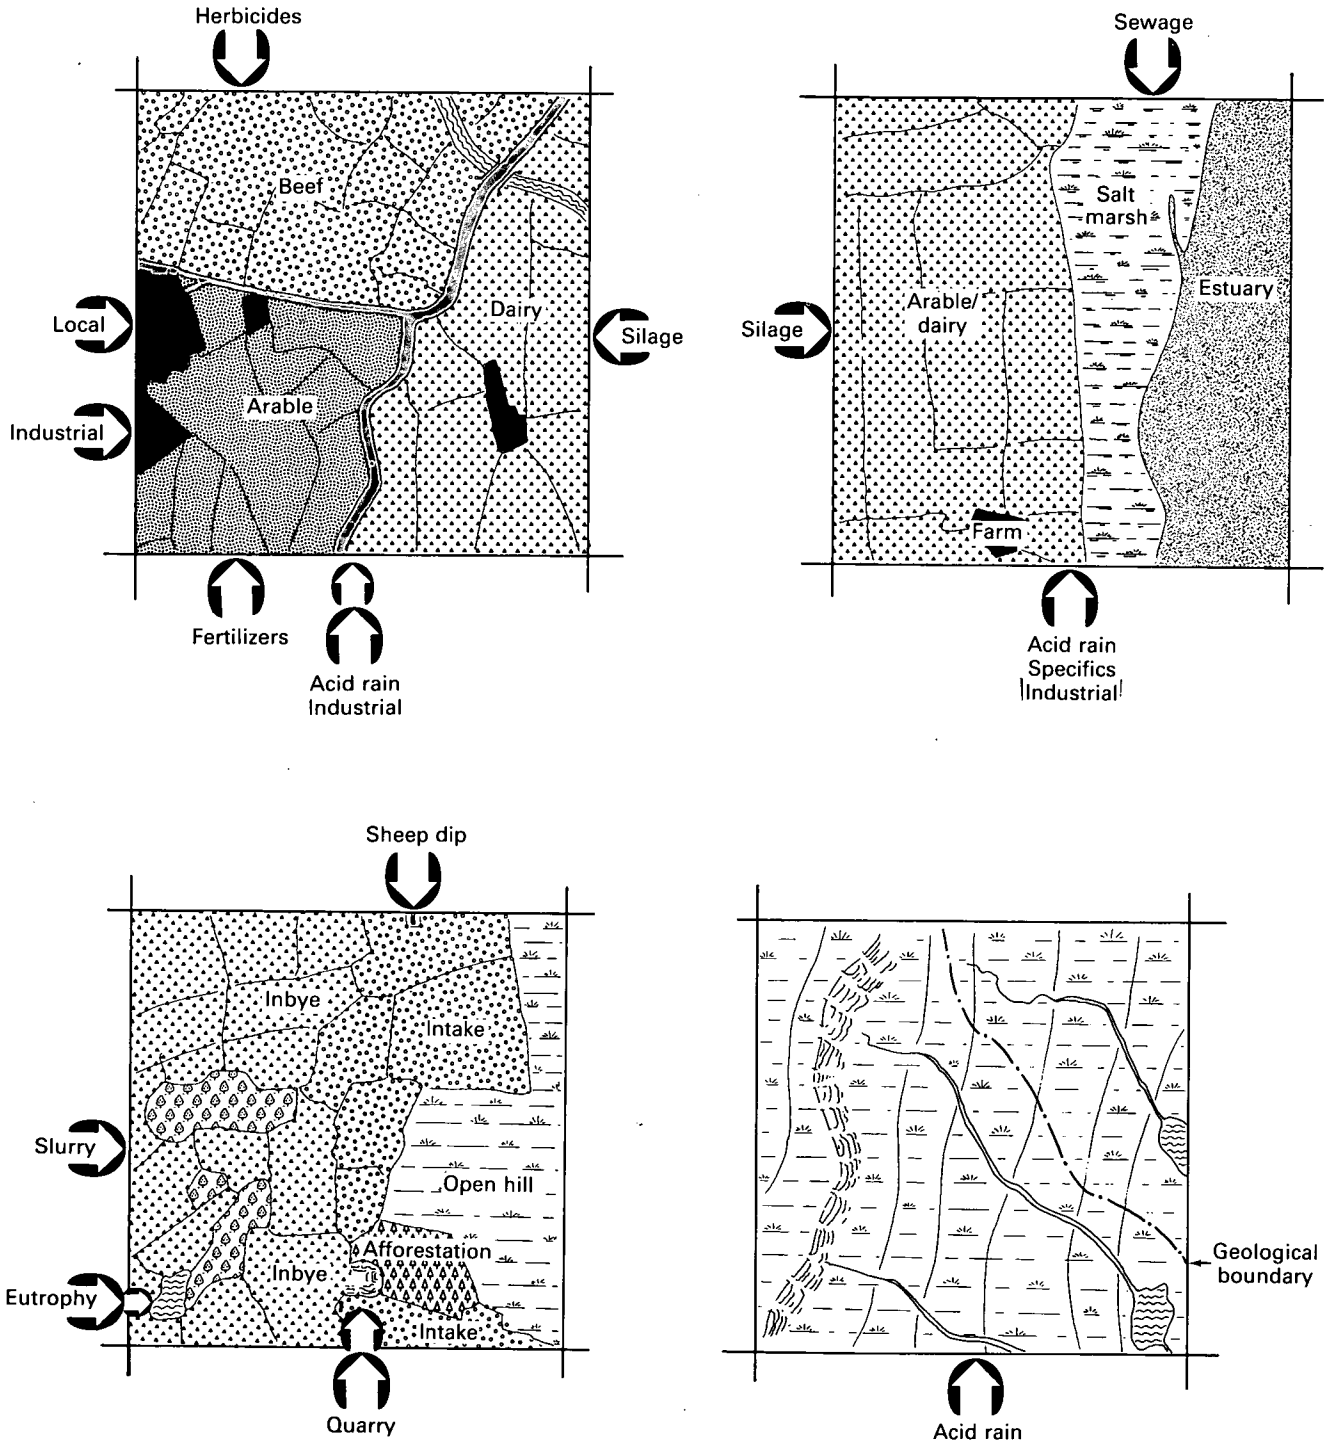 Herbicides
Beef
Local
Dairy
Silage
Arable
Industrial
Fertilizers
Acid rain
Industrial
Sewage
Salt
marsh
Estuary
Arable/
dairy
Silage
Farm
Acid rain
Specifics
Industrial
Sheep dip
Inbye
Intake
Slurry
Open hill
Afforestation
Inbye
Eutrophy
Intake
Quarry
Geological
boundary
Acid rain